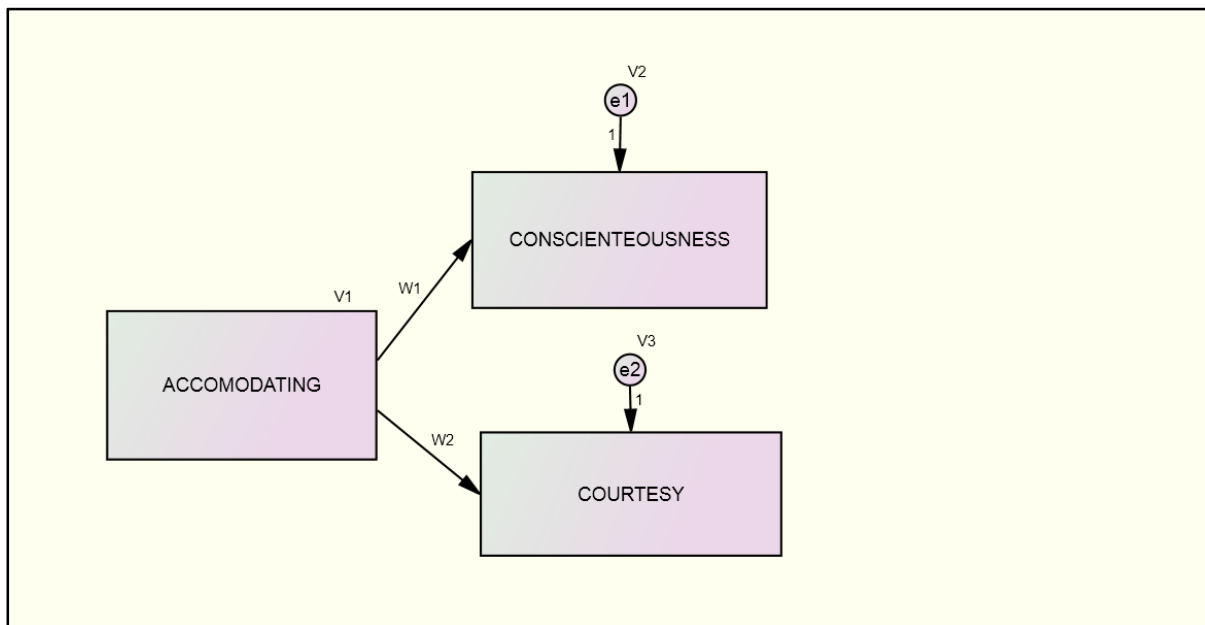 V2
e1
1
CONSCIENTEOUSNESS
W1
V1
ACCOMODATING
V3
e2
1
W2
COURTESY